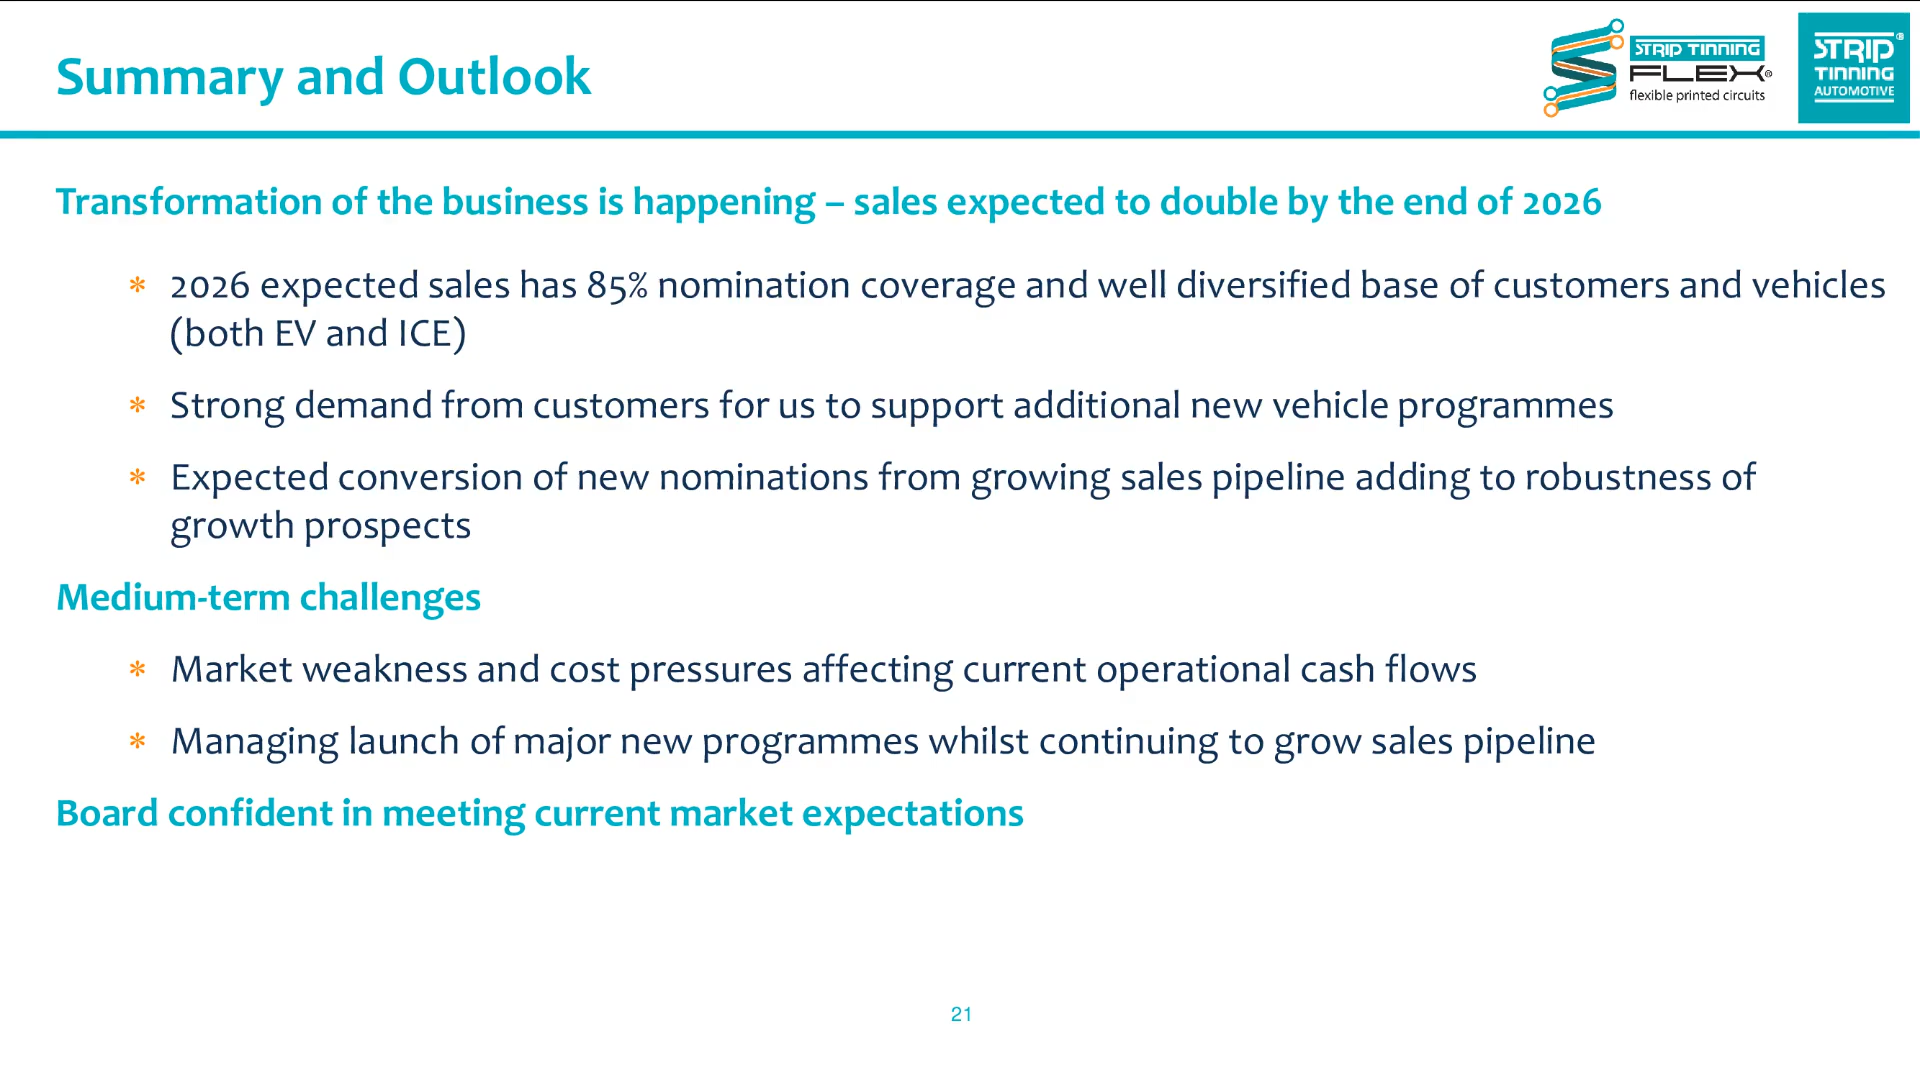 Summary and Outlook
STRIP TINNING
FLEX®
flexible printed circuits
STRIP®
TINNING
AUTOMOTIVE
Transformation of the business is happening – sales expected to double by the end of 2026
* 2026 expected sales has 85% nomination coverage and well diversified base of customers and vehicles
(both EV and ICE)
* Strong demand from customers for us to support additional new vehicle programmes
* Expected conversion of new nominations from growing sales pipeline adding to robustness of
growth prospects
Medium-term challenges
* Market weakness and cost pressures affecting current operational cash flows
* Managing launch of major new programmes whilst continuing to grow sales pipeline
Board confident in meeting current market expectations
21